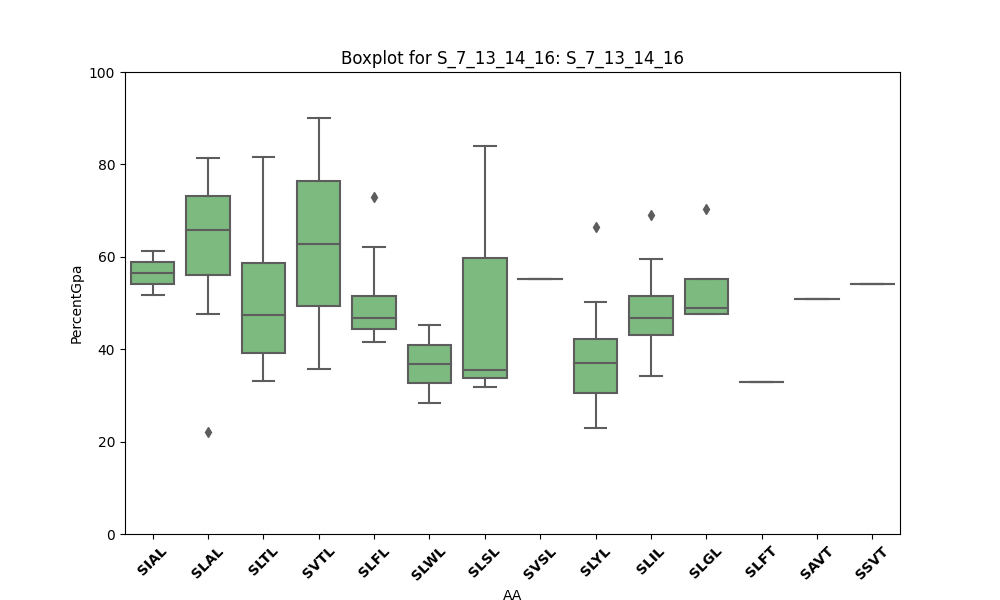 Boxplot for S_7_13_14_16: S_7_13_14_16
100
80
60
40
20
0
PercentGpa
SIAL SLAL SLTL SVTL SLFL SLWL SLSL SVSL SLYL SLIL SLGL SLFT SAVT SSVT
AA